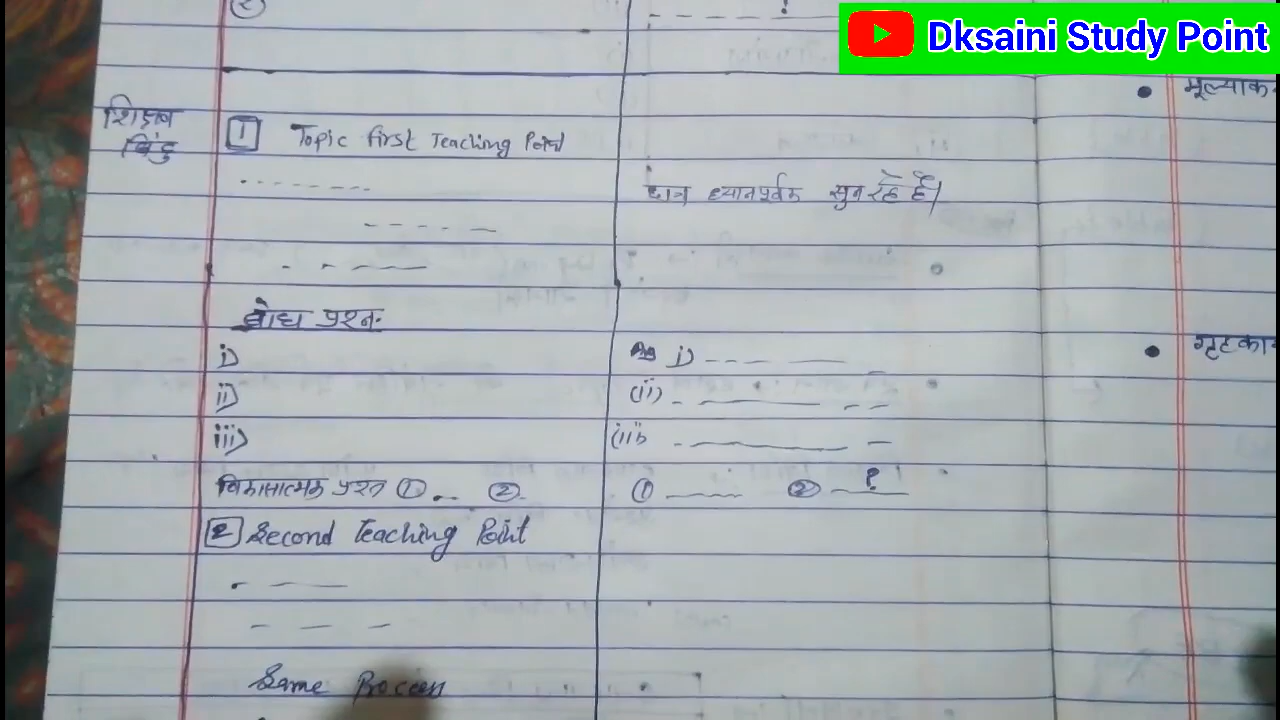 ②
?
Dksaini Study Point
मूल्याक
शिक्षण
बिंदु
1 Topic first Teaching Point
छात्र ध्यानपूर्वक सुन रहे हैं।
बोध प्रश्न:
i)
ii)
iii)
i)
(ii)
(iii)
गृहका
विकासात्मक प्रश्न ① ②
① ② ?
2 Second Teaching Point
Same Process